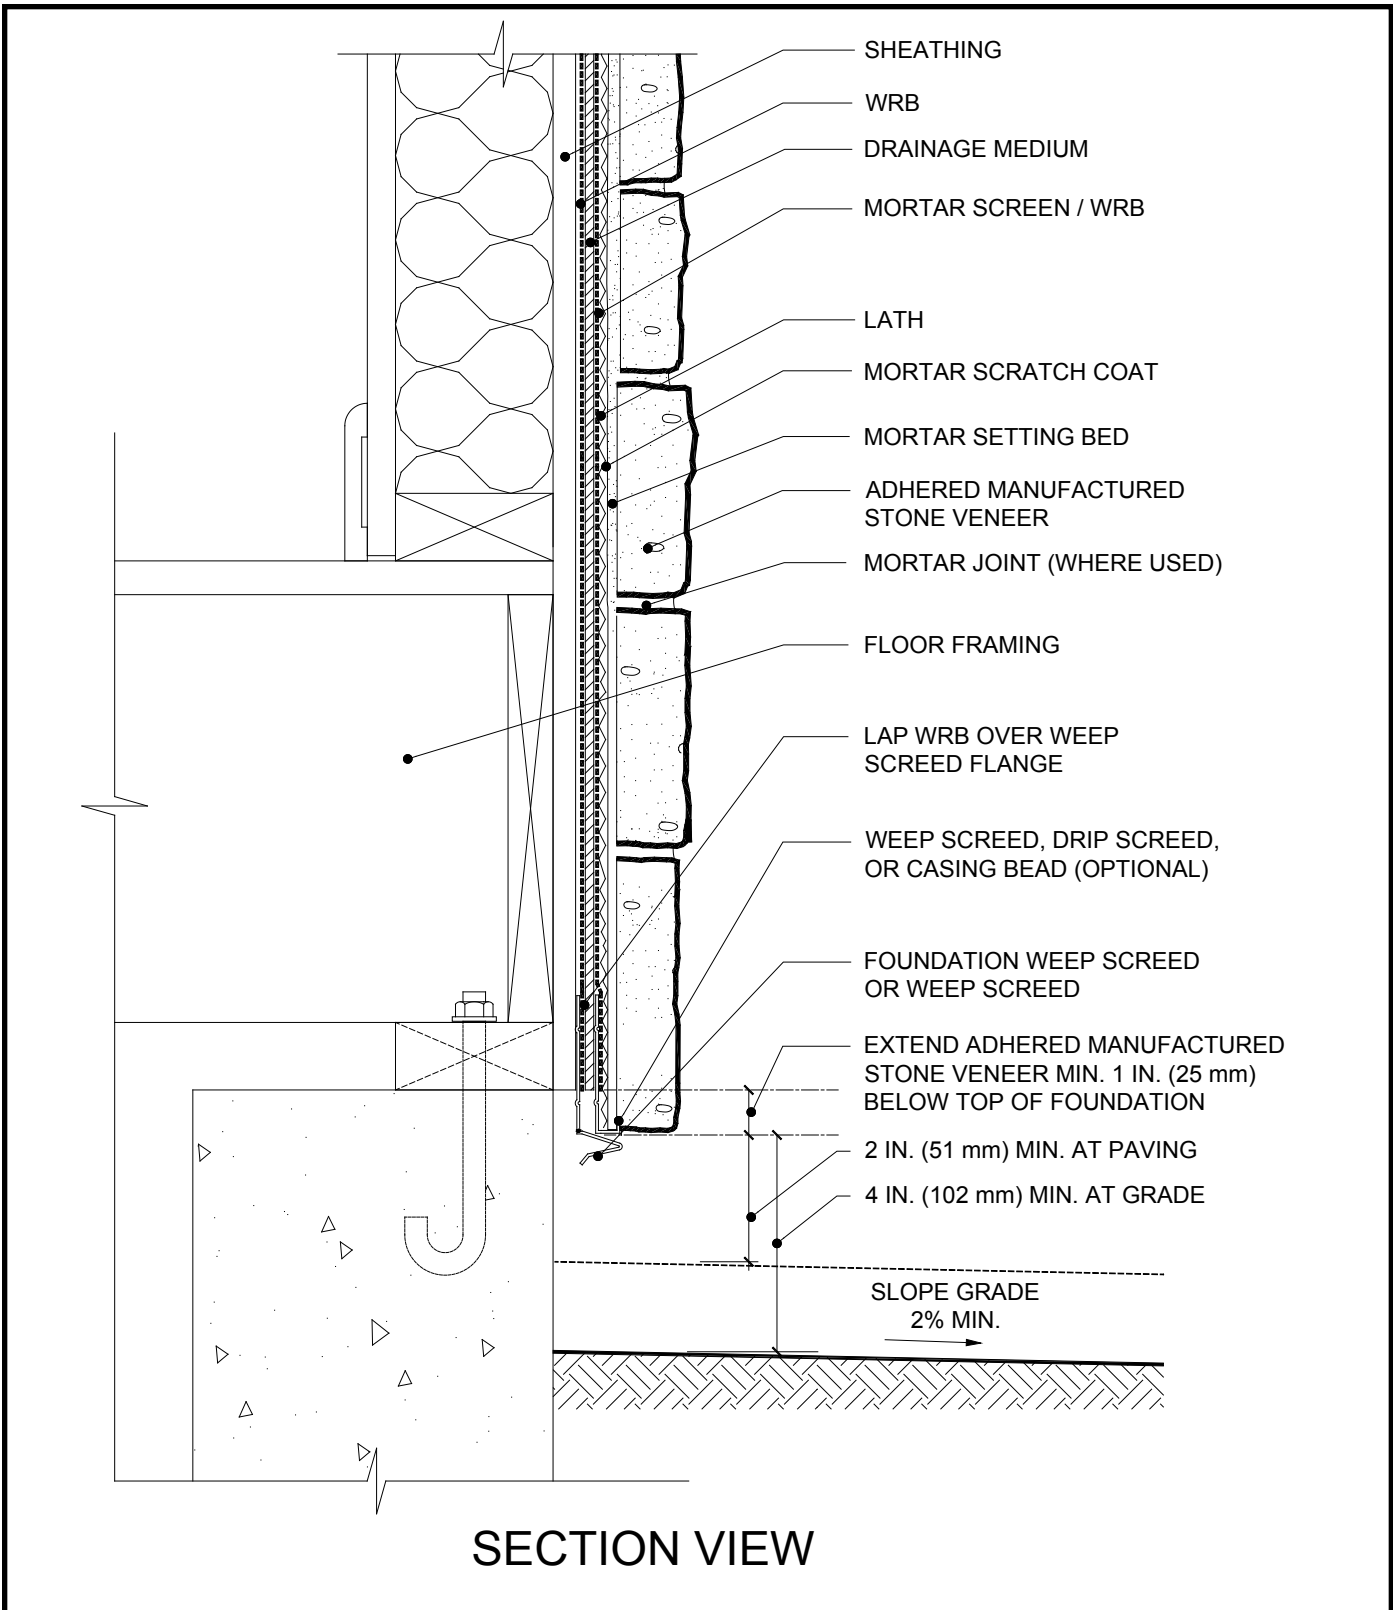 SHEATHING
WRB
DRAINAGE MEDIUM
MORTAR SCREEN / WRB
LATH
MORTAR SCRATCH COAT
MORTAR SETTING BED
ADHERED MANUFACTURED
STONE VENEER
MORTAR JOINT (WHERE USED)
FLOOR FRAMING
LAP WRB OVER WEEP
SCREED FLANGE
WEEP SCREED, DRIP SCREED,
OR CASING BEAD (OPTIONAL)
FOUNDATION WEEP SCREED
OR WEEP SCREED
EXTEND ADHERED MANUFACTURED
STONE VENEER MIN. 1 IN. (25 mm)
BELOW TOP OF FOUNDATION
2 IN. (51 mm) MIN. AT PAVING
4 IN. (102 mm) MIN. AT GRADE
SLOPE GRADE
2% MIN.
SECTION VIEW